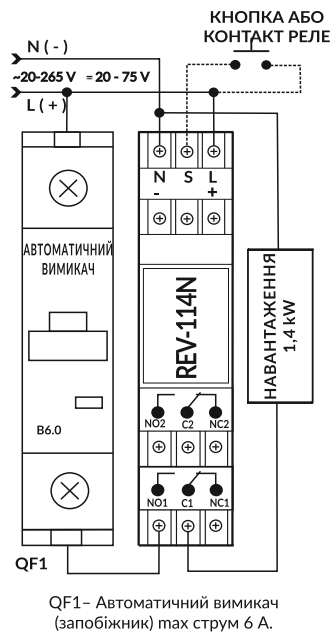 КНОПКА АБО
КОНТАКТ РЕЛЕ
N ( - )
~20-265 V = 20 - 75 V
L ( + )
N S L
- +
АВТОМАТИЧНИЙ
ВИМИКАЧ
REV-114N
НАВАНТАЖЕННЯ
1,4 kW
B6.0
NO2 C2 NC2
NO1 C1 NC1
QF1
QF1– Автоматичний вимикач
(запобіжник) max струм 6 А.